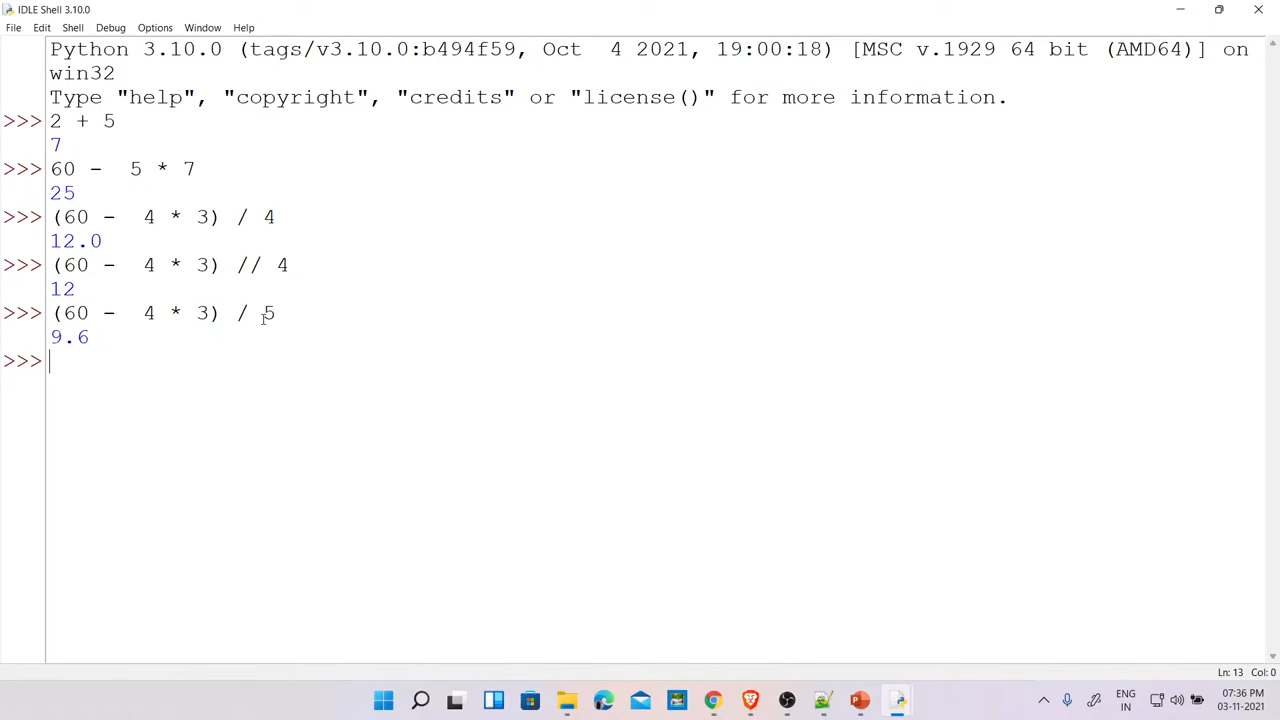 IDLE Shell 3.10.0
File Edit Shell Debug Options Window Help
Python 3.10.0 (tags/v3.10.0:b494f59, Oct  4 2021, 19:00:18) [MSC v.1929 64 bit (AMD64)] on
win32
Type "help", "copyright", "credits" or "license()" for more information.
>>> 2 + 5
7
>>> 60 -  5 * 7
25
>>> (60 -  4 * 3) / 4
12.0
>>> (60 -  4 * 3) // 4
12
>>> (60 -  4 * 3) / 5
9.6
>>>
Ln: 13 Col: 0
ENG 07:36 PM
IN 03-11-2021